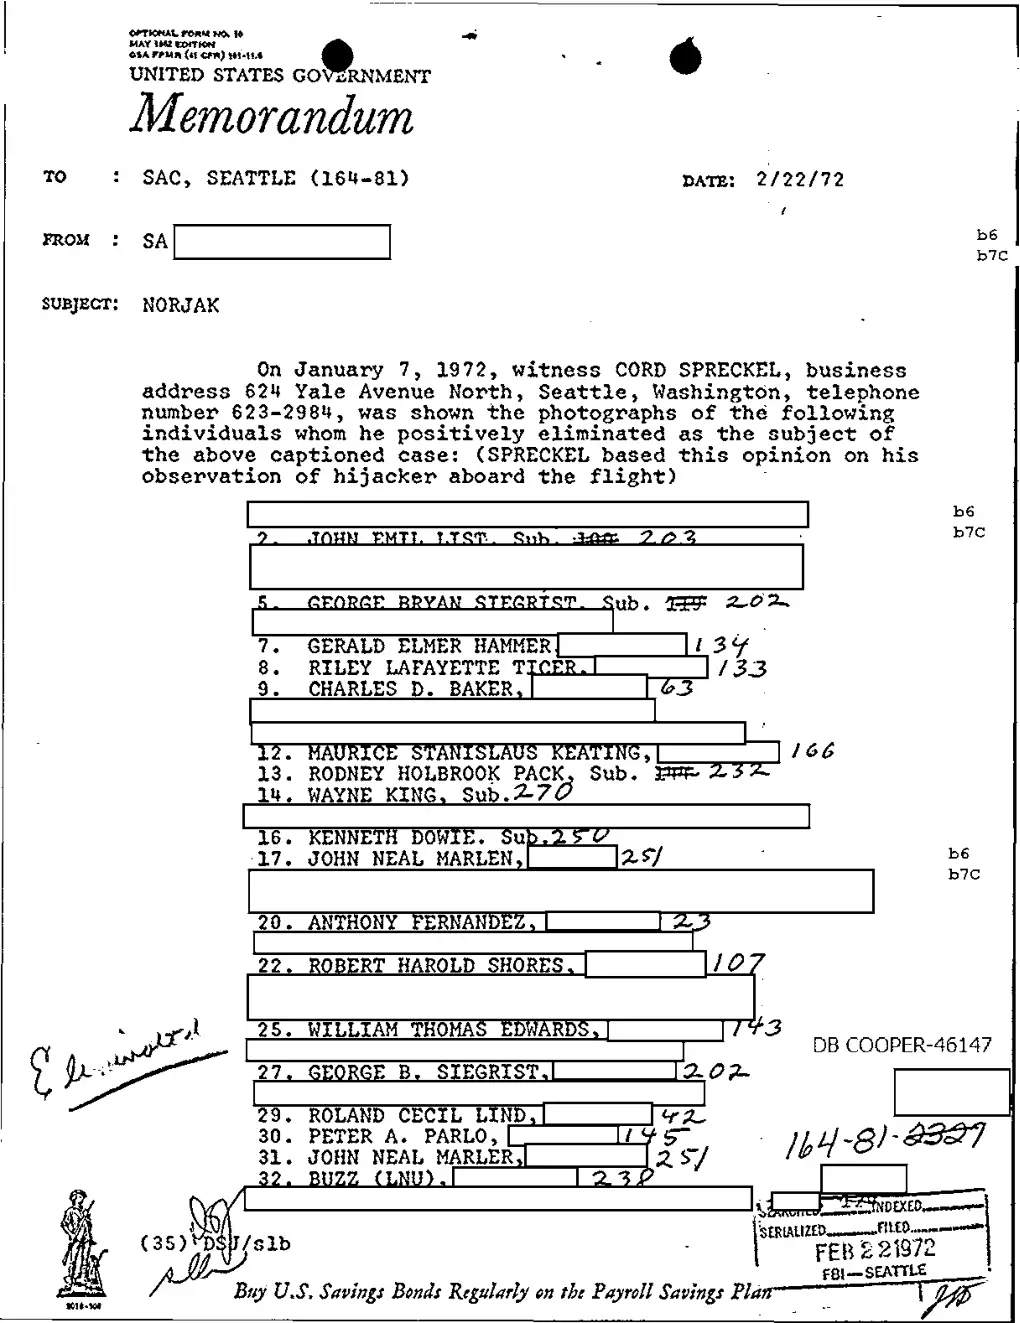 OPTIONAL FORM NO. 10
MAY 1962 EDITION
GSA FPMR (41 CFR) 101-11.6
UNITED STATES GOVERNMENT
Memorandum
TO : SAC, SEATTLE (164-81) DATE: 2/22/72
FROM : SA b6
b7C
SUBJECT: NORJAK
On January 7, 1972, witness CORD SPRECKEL, business
address 624 Yale Avenue North, Seattle, Washington, telephone
number 623-2984, was shown the photographs of the following
individuals whom he positively eliminated as the subject of
the above captioned case: (SPRECKEL based this opinion on his
observation of hijacker aboard the flight)
b6
b7C
2. JOHN EMIL LIST. Sub. 203
5. GEORGE BRYAN SIEGRIST. Sub. 202
7. GERALD ELMER HAMMER, 134
8. RILEY LAFAYETTE TICER, 133
9. CHARLES D. BAKER, 63
12. MAURICE STANISLAUS KEATING, 166
13. RODNEY HOLBROOK PACK, Sub. 232
14. WAYNE KING, Sub. 270
16. KENNETH DOWIE. Sub. 250
17. JOHN NEAL MARLEN, 251
b6
b7C
20. ANTHONY FERNANDEZ, 23
22. ROBERT HAROLD SHORES, 107
25. WILLIAM THOMAS EDWARDS, 143
Eliminated
DB COOPER-46147
27. GEORGE B. SIEGRIST, 202
29. ROLAND CECIL LIND, 42
30. PETER A. PARLO, 145
31. JOHN NEAL MARLER, 251
32. BUZZ (LNU), 238
164-81-2327
SEARCHED INDEXED
SERIALIZED FILED
FEB 22 1972
FBI—SEATTLE
(35) DSJ/slb
Buy U.S. Savings Bonds Regularly on the Payroll Savings Plan
5010-108